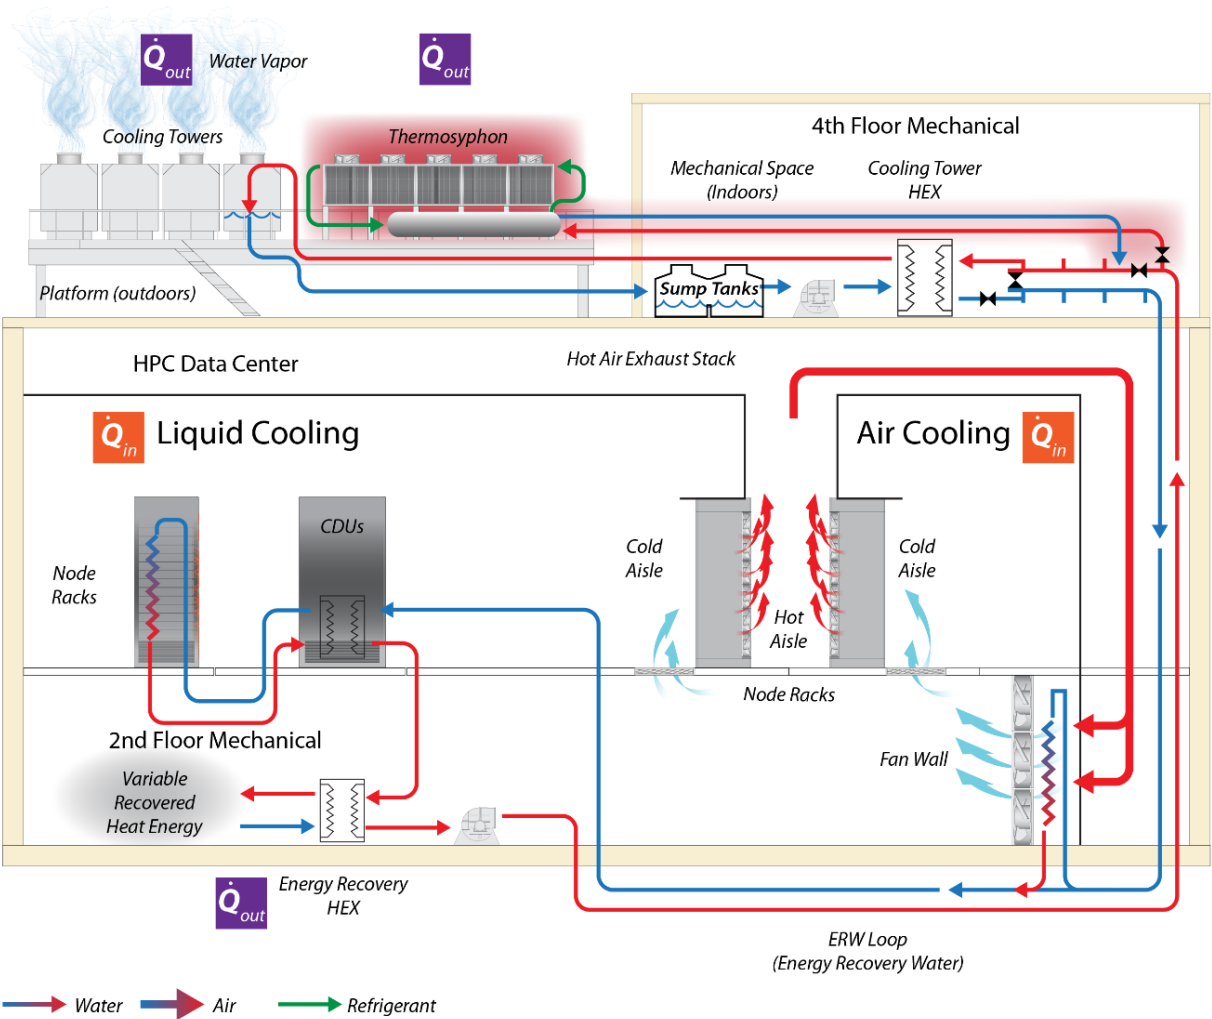 Q̇out
Water Vapor
Q̇out
Cooling Towers
Thermosyphon
4th Floor Mechanical
Mechanical Space
(Indoors)
Cooling Tower
HEX
Platform (outdoors)
Sump Tanks
HPC Data Center
Hot Air Exhaust Stack
Q̇in
Liquid Cooling
Air Cooling
Q̇in
CDUs
Node
Racks
Cold
Aisle
Cold
Aisle
Hot
Aisle
Node Racks
2nd Floor Mechanical
Variable
Recovered
Heat Energy
Fan Wall
Q̇out
Energy Recovery
HEX
ERW Loop
(Energy Recovery Water)
Water
Air
Refrigerant